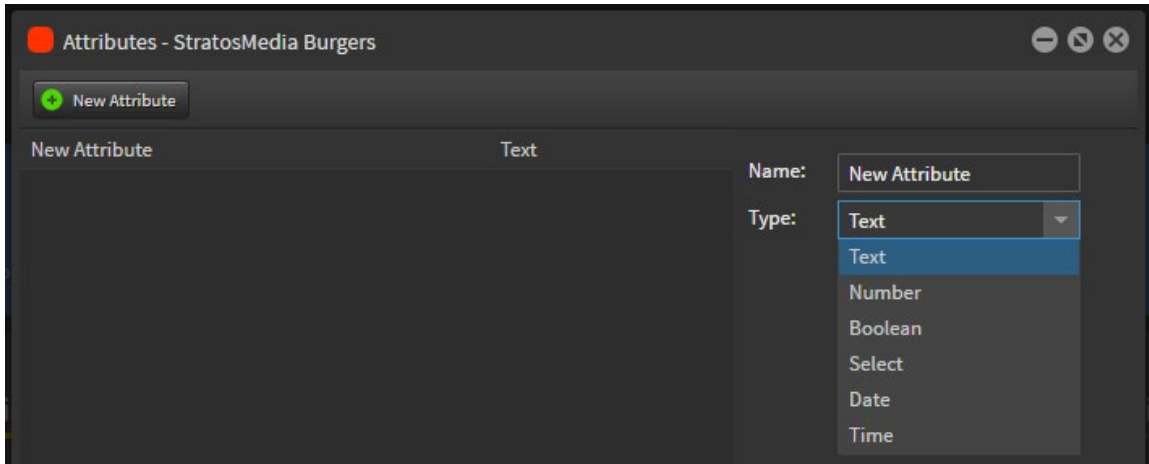 Attributes - StratosMedia Burgers
New Attribute
New Attribute Text
Name: New Attribute
Type: Text
Text
Number
Boolean
Select
Date
Time